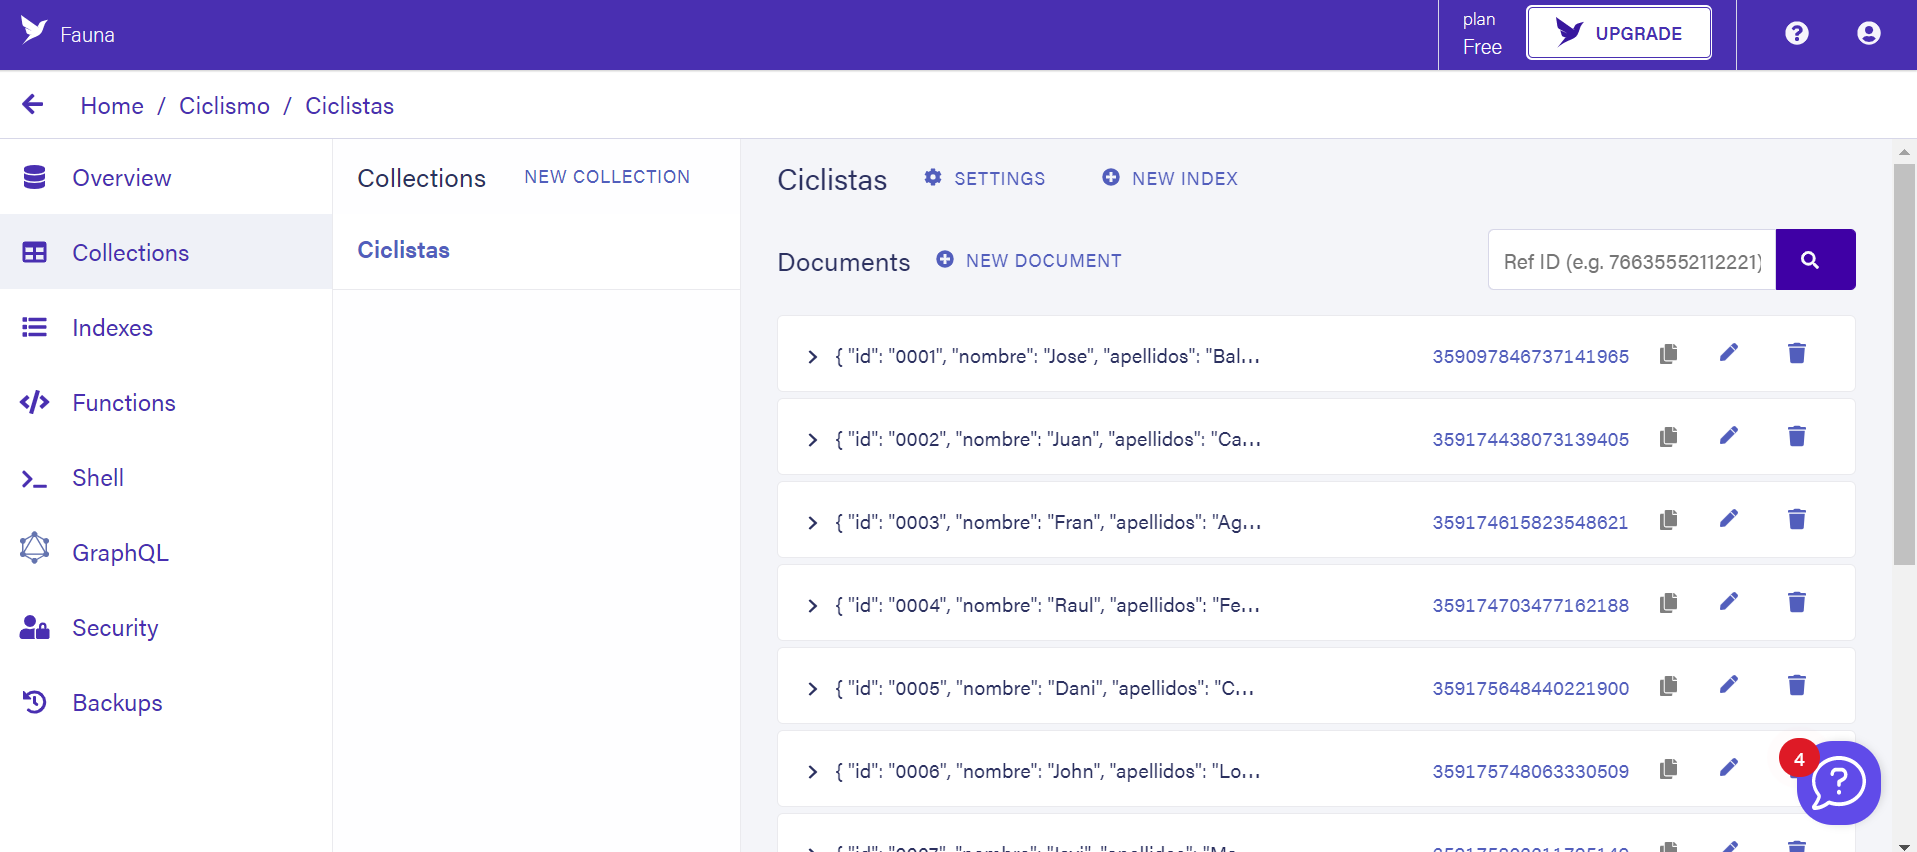 Fauna
plan
Free
UPGRADE
Home / Ciclismo / Ciclistas
Overview
Collections
Indexes
Functions
Shell
GraphQL
Security
Backups
Collections
NEW COLLECTION
Ciclistas
Ciclistas
SETTINGS
NEW INDEX
Documents
NEW DOCUMENT
Ref ID (e.g. 76635552112221)
{ "id": "0001", "nombre": "Jose", "apellidos": "Bal... 359097846737141965
{ "id": "0002", "nombre": "Juan", "apellidos": "Ca... 359174438073139405
{ "id": "0003", "nombre": "Fran", "apellidos": "Ag... 359174615823548621
{ "id": "0004", "nombre": "Raul", "apellidos": "Fe... 359174703477162188
{ "id": "0005", "nombre": "Dani", "apellidos": "C... 359175648440221900
{ "id": "0006", "nombre": "John", "apellidos": "Lo... 359175748063330509
4